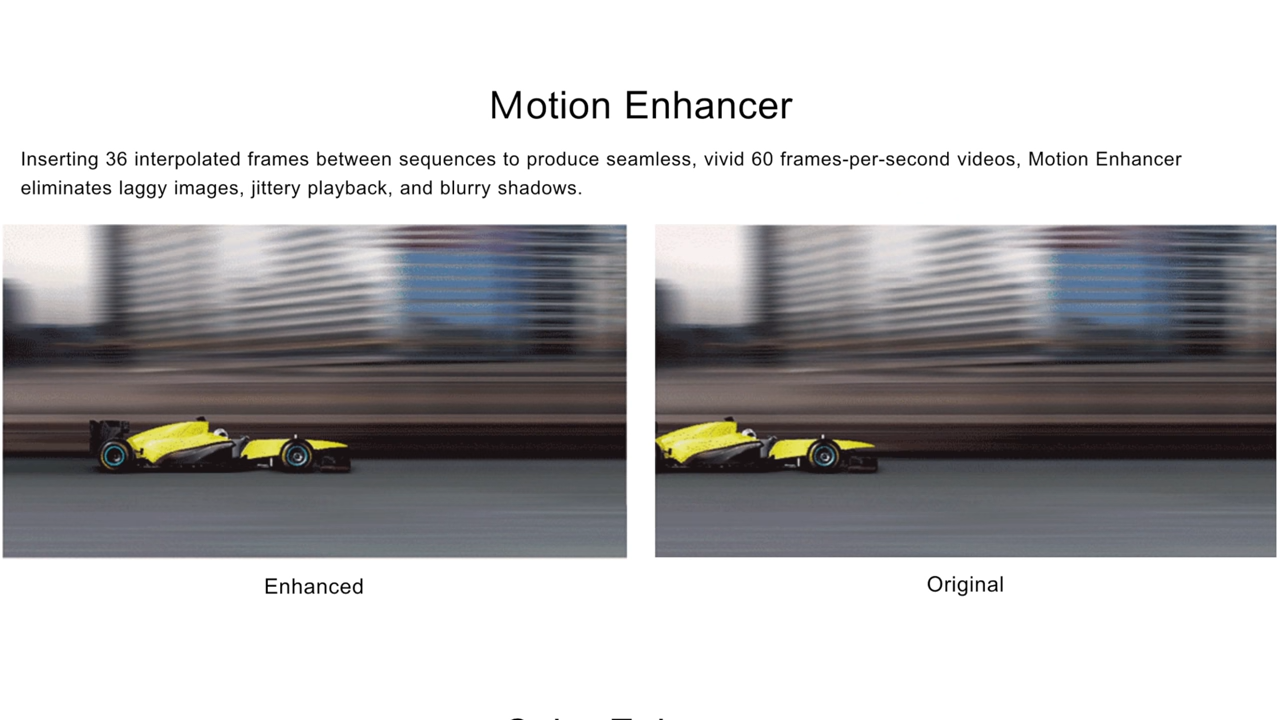 Motion Enhancer
Inserting 36 interpolated frames between sequences to produce seamless, vivid 60 frames-per-second videos, Motion Enhancer
eliminates laggy images, jittery playback, and blurry shadows.
Enhanced
Original